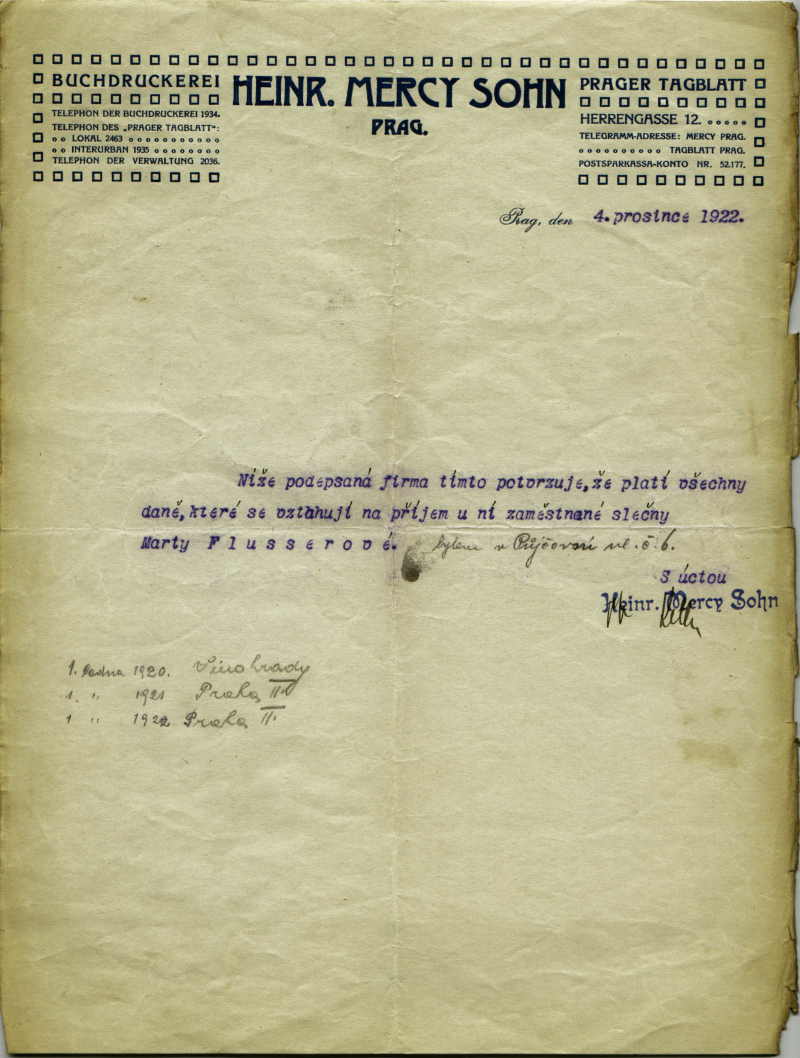 BUCHDRUCKEREI
TELEPHON DER BUCHDRUCKEREI 1934.
TELEPHON DES „PRAGER TAGBLATT“:
LOKAL 2463
INTERURBAN 1935
TELEPHON DER VERWALTUNG 2036.
HEINR. MERCY SOHN
PRAG.
PRAGER TAGBLATT
HERRENGASSE 12.
TELEGRAMM-ADRESSE: MERCY PRAG.
TAGBLATT PRAG.
POSTSPARKASSA-KONTO NR. 52.177.
Prag, den 4.prosince 1922.
Níže podepsaná firma tímto potvrzuje,že platí všechny
daně,které se vztahují na příjem u ní zaměstnané slečny
Marty Flusserové. bytem v Půjčovní ul. č. 6.
S úctou
Heinr. Mercy Sohn
1. ledna 1920. Vinohrady
1. " 1921 Praha II.
1 " 1922 Praha II.